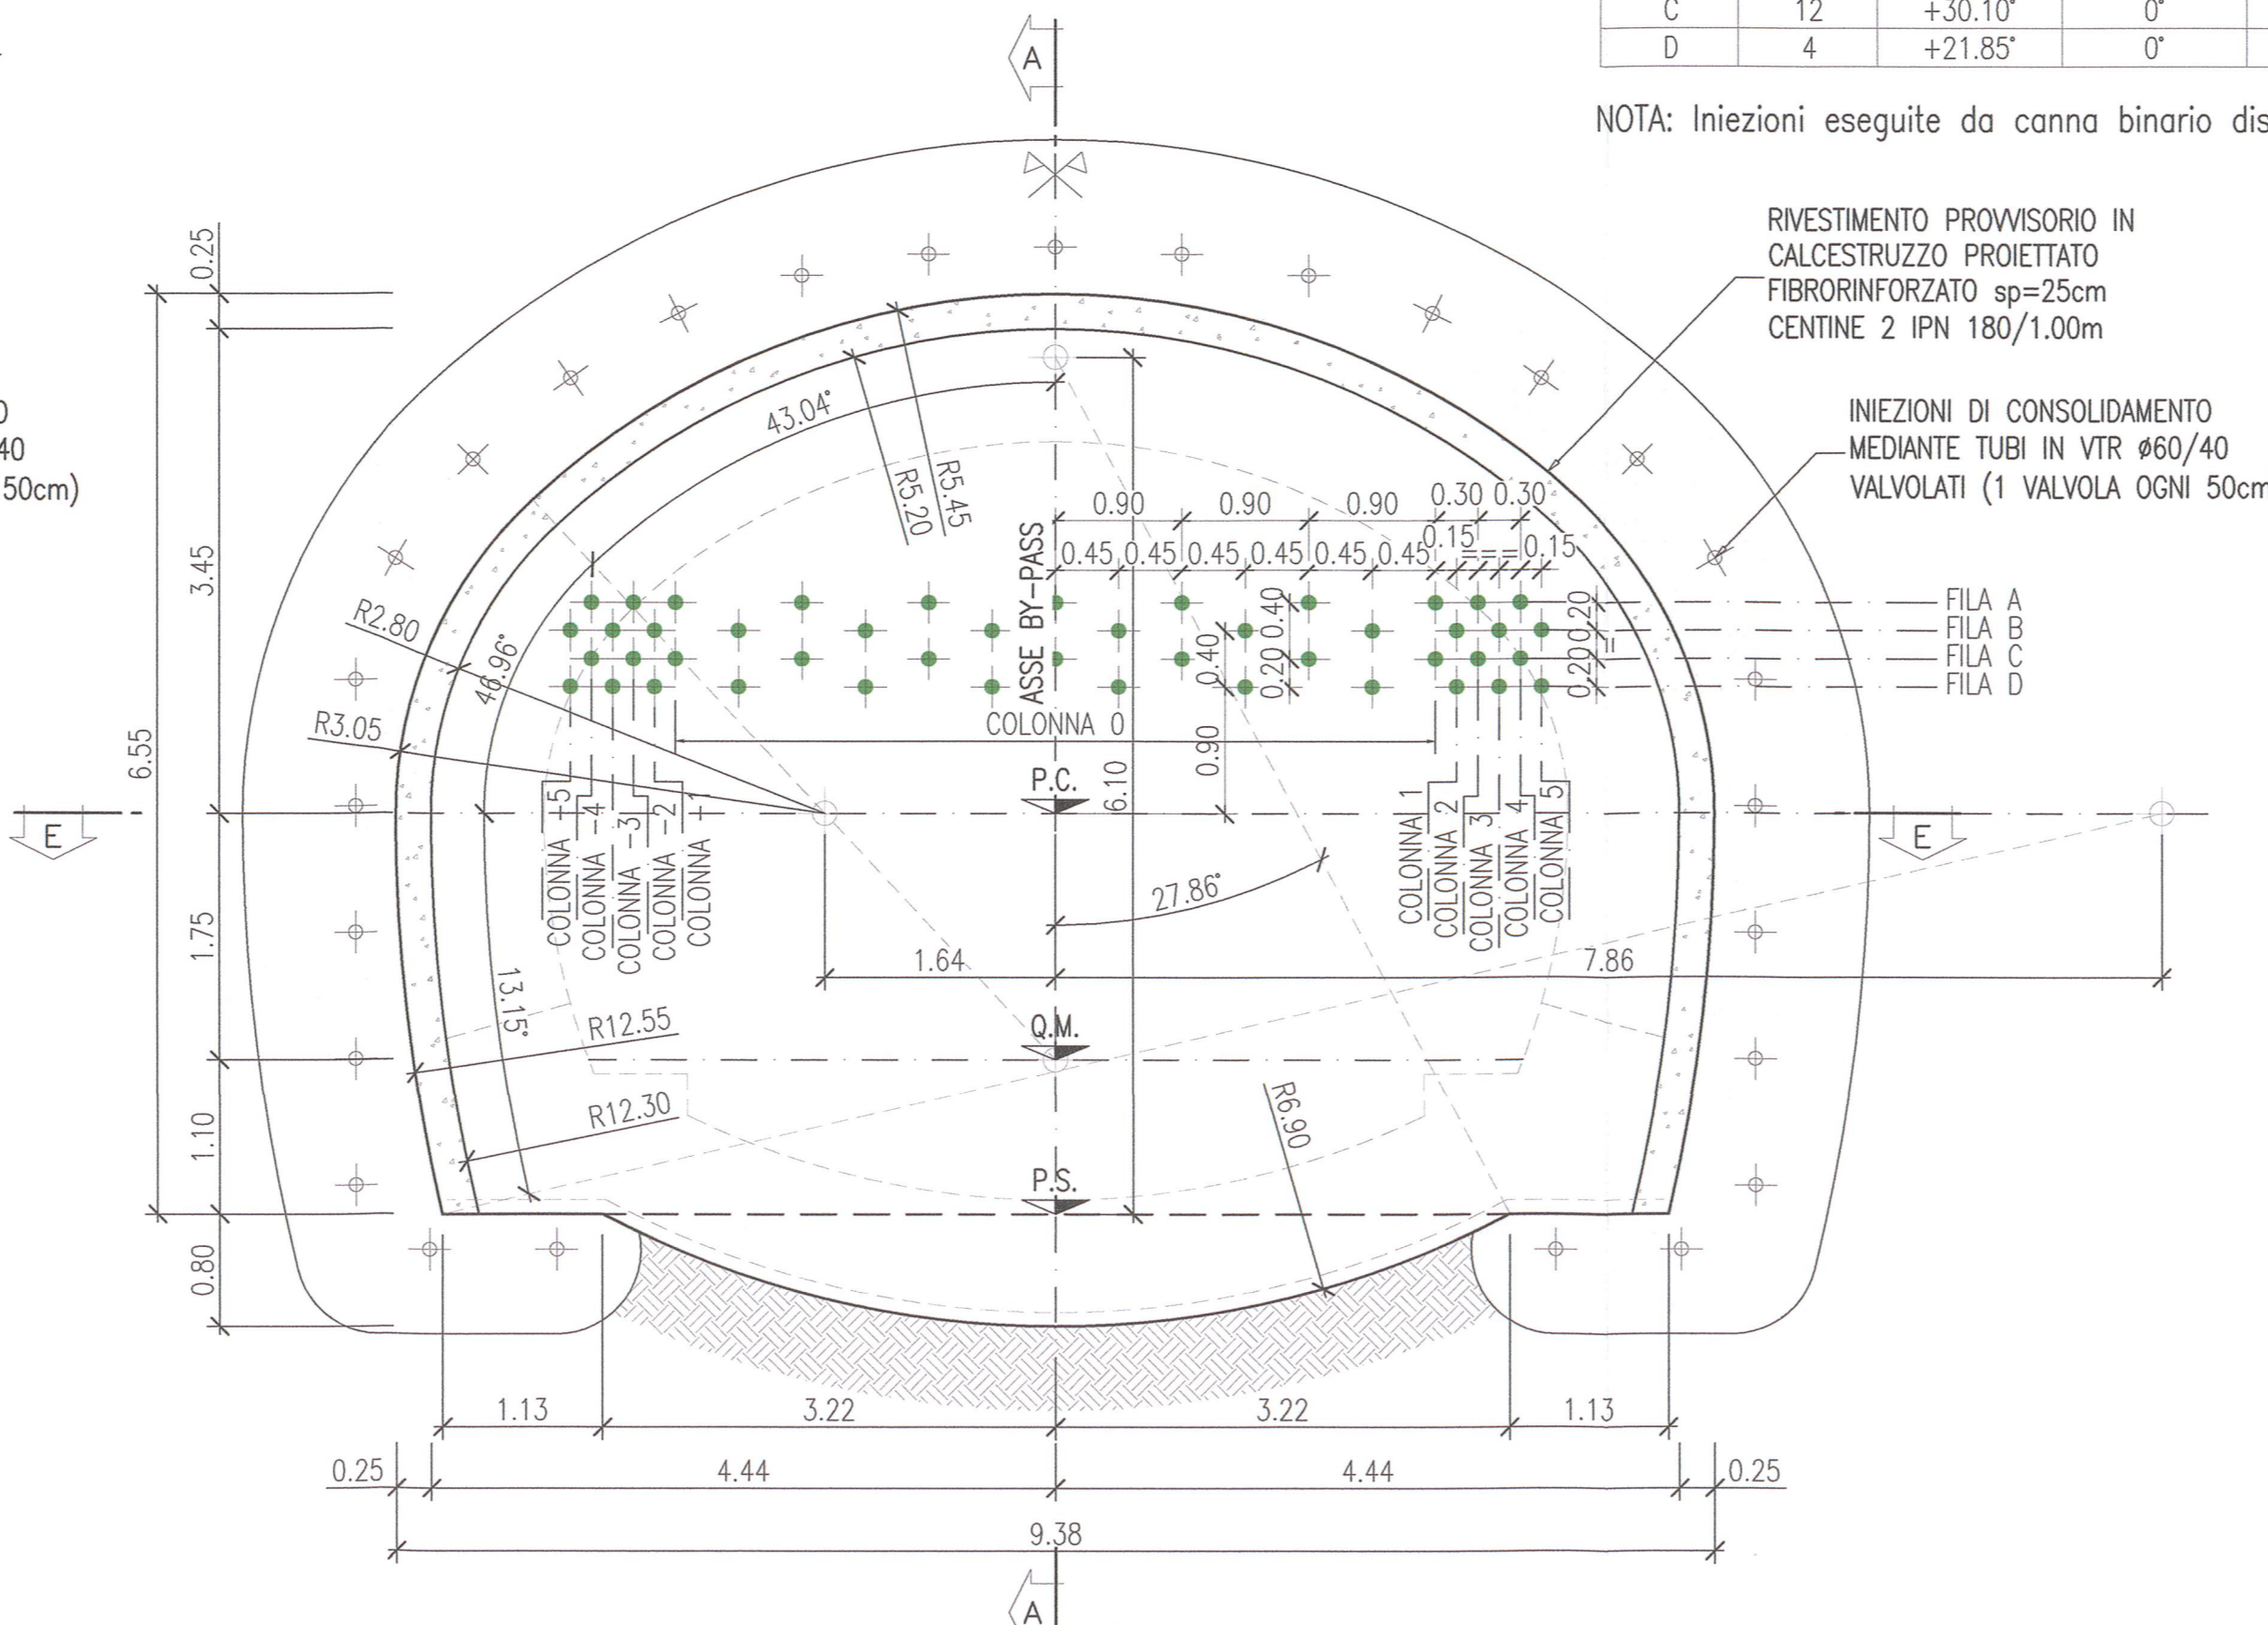 C 12 +30.10° 0°
D 4 +21.85° 0°
NOTA: Iniezioni eseguite da canna binario dis
RIVESTIMENTO PROVVISORIO IN
CALCESTRUZZO PROIETTATO
FIBRORINFORZATO sp=25cm
CENTINE 2 IPN 180/1.00m
INIEZIONI DI CONSOLIDAMENTO
MEDIANTE TUBI IN VTR ø60/40
VALVOLATI (1 VALVOLA OGNI 50cm
0
40
50cm)
A
0.25
3.45
6.55
1.75
1.10
0.80
43.04°
R5.45
R5.20
R2.80
46.96°
R3.05
0.90 0.90 0.90 0.30 0.30
0.45 0.45 0.45 0.45 0.45 0.45 0.15 === 0.15
ASSE BY-PASS
0.40
0.40
0.20
0.20
0.20
=
0.20
FILA A
FILA B
FILA C
FILA D
COLONNA 0
0.90
P.C.
6.10
E
E
COLONNA -5
COLONNA -4
COLONNA -3
COLONNA -2
COLONNA -1
COLONNA 1
COLONNA 2
COLONNA 3
COLONNA 4
COLONNA 5
27.86°
1.64
7.86
13.15°
R12.55
Q.M.
R12.30
R6.90
P.S.
1.13 3.22 3.22 1.13
0.25 4.44 4.44 0.25
9.38
A